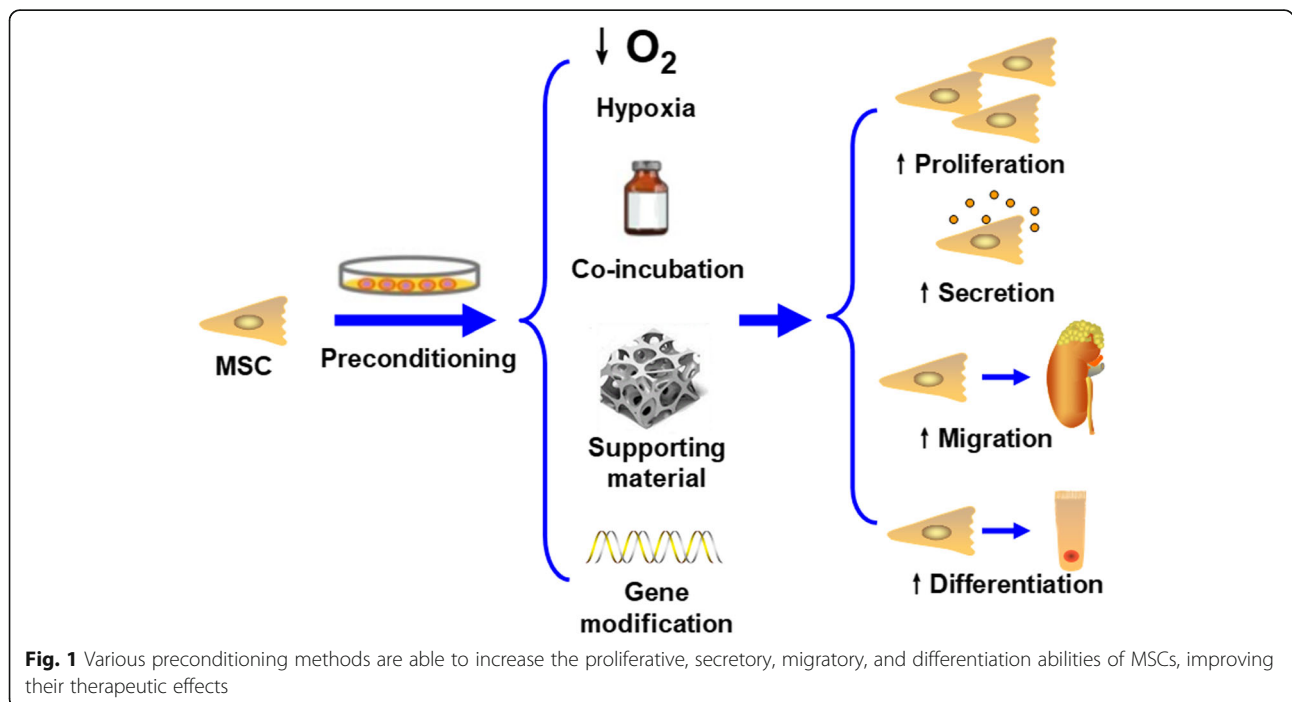 ↓ O₂
Hypoxia
Co-incubation
Supporting
material
Gene
modification
MSC
Preconditioning
↑ Proliferation
↑ Secretion
↑ Migration
↑ Differentiation
Fig. 1 Various preconditioning methods are able to increase the proliferative, secretory, migratory, and differentiation abilities of MSCs, improving
their therapeutic effects